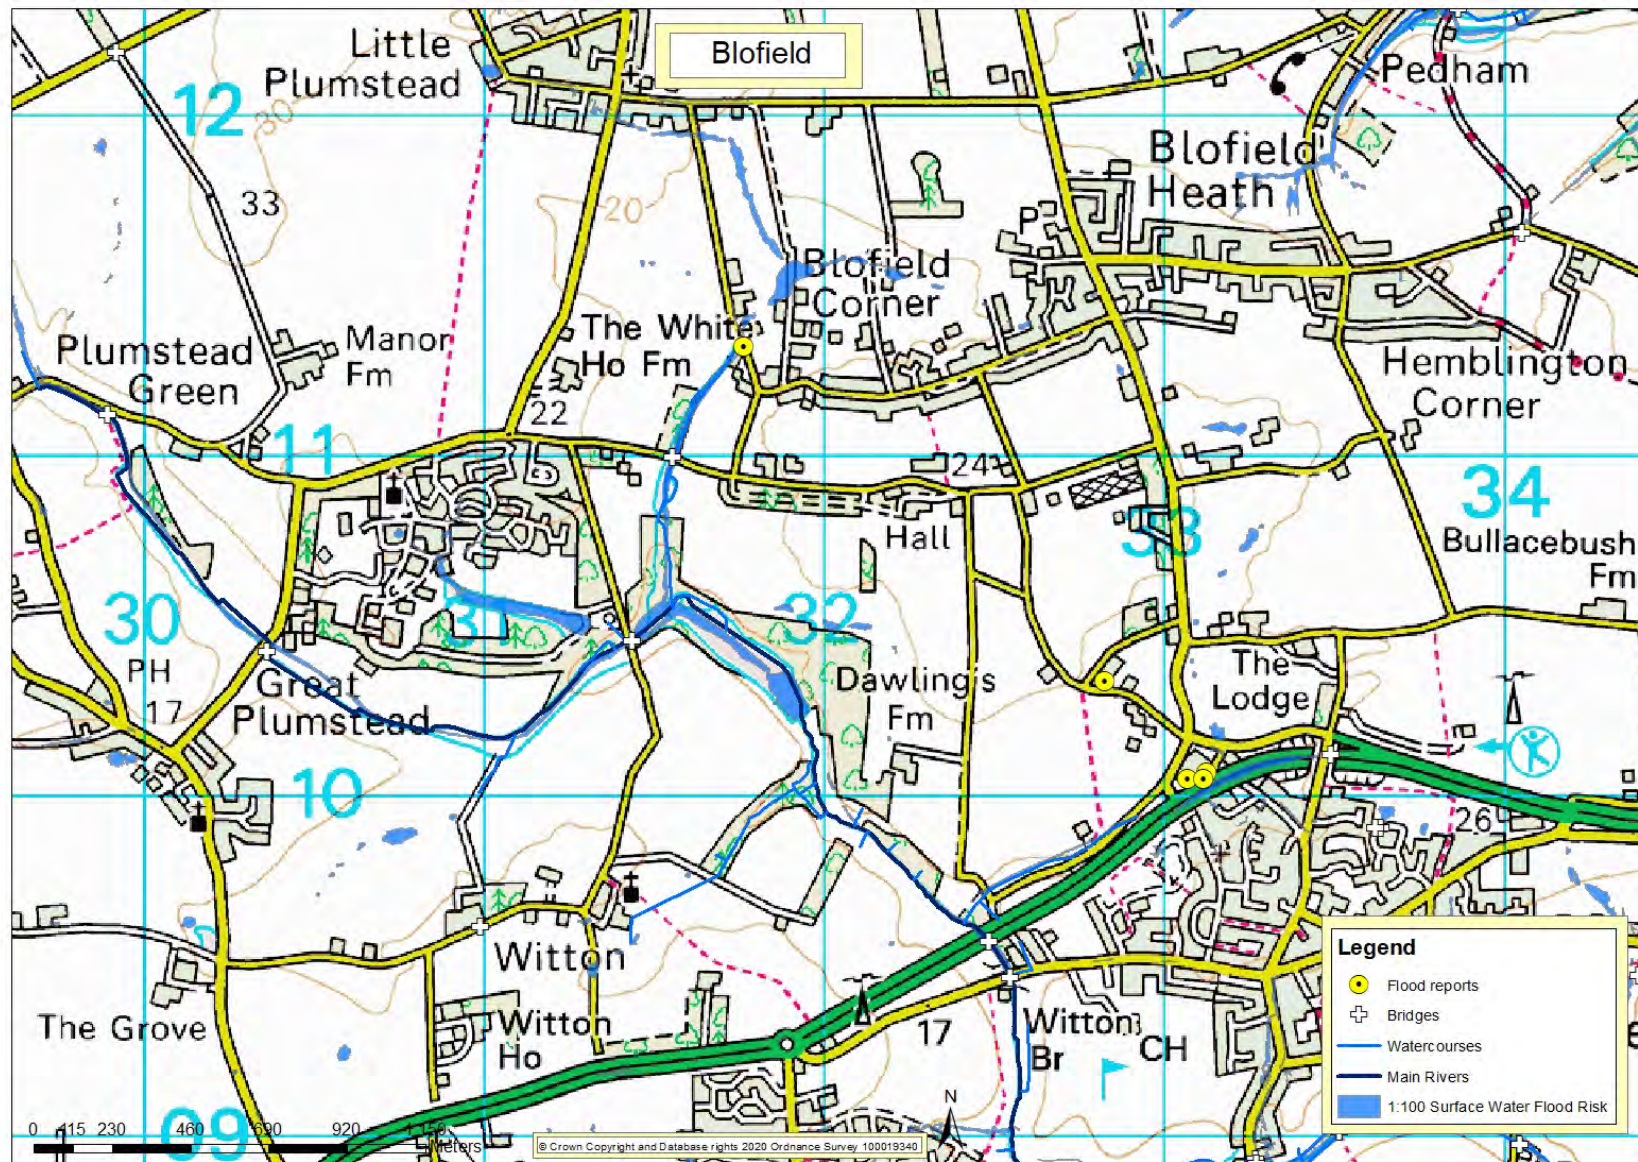 Blofield
Little
Plumstead
Pedham
12
30
33
20
Blofield
Heath
P
Blofield
Corner
The White
Ho Fm
Manor
Fm
Plumstead
Green
Hemblington
Corner
22
11
24
34
33
Hall
Bullacebush
Fm
30
31
32
PH
17
Great
Plumstead
Dawling's
Fm
The
Lodge
10
26
Witton
The Grove
Witton
Ho
17
Witton
Br
CH
09
N
Legend
Flood reports
Bridges
Watercourses
Main Rivers
1:100 Surface Water Flood Risk
0 115 230 460 690 920 1,150
Meters
© Crown Copyright and Database rights 2020 Ordnance Survey 100019340